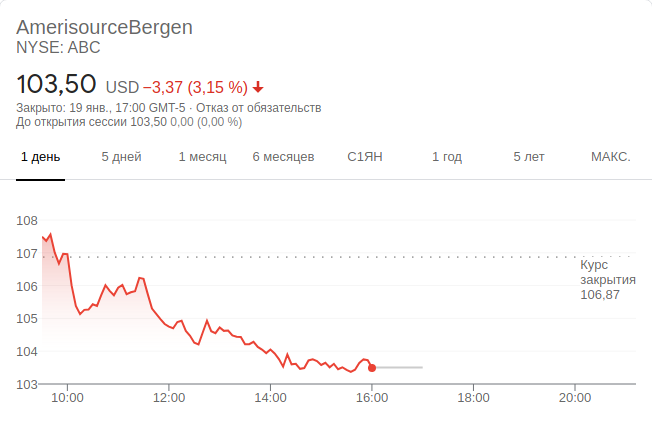 AmerisourceBergen
NYSE: ABC
103,50 USD −3,37 (3,15 %)
Закрыто: 19 янв., 17:00 GMT-5 · Отказ от обязательств
До открытия сессии 103,50 0,00 (0,00 %)
1 день 5 дней 1 месяц 6 месяцев С1ЯН 1 год 5 лет МАКС.
108
107
106
105
104
103
Курс
закрытия
106,87
10:00 12:00 14:00 16:00 18:00 20:00